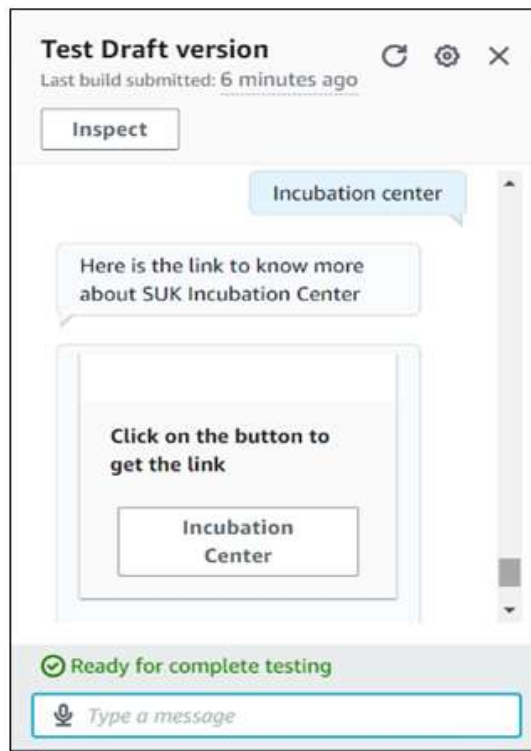 Test Draft version
Last build submitted: 6 minutes ago
Inspect
Incubation center
Here is the link to know more
about SUK Incubation Center
Click on the button to
get the link
Incubation
Center
Ready for complete testing
Type a message